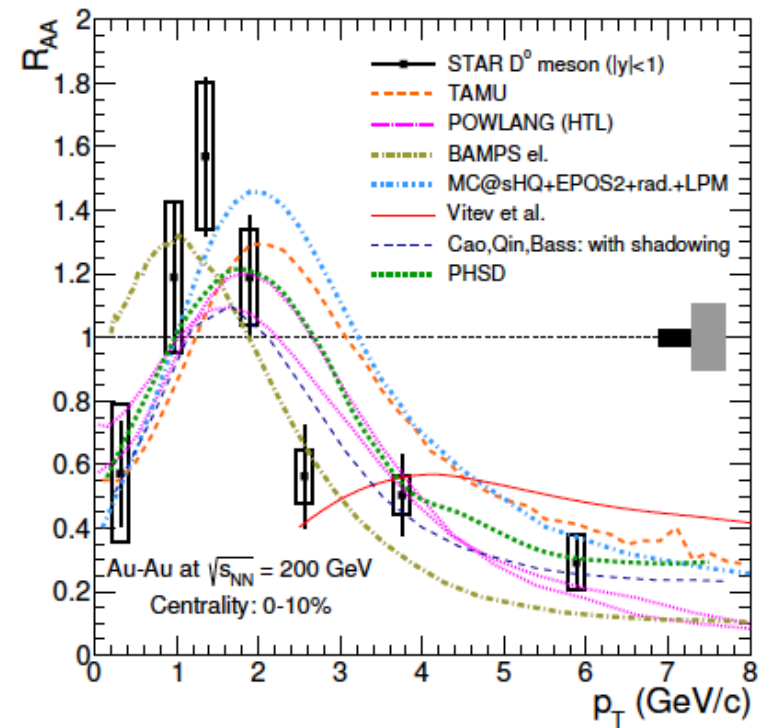 R_AA
2
1.8
1.6
1.4
1.2
1
0.8
0.6
0.4
0.2
0
STAR D⁰ meson (|y|<1)
TAMU
POWLANG (HTL)
BAMPS el.
MC@sHQ+EPOS2+rad.+LPM
Vitev et al.
Cao,Qin,Bass: with shadowing
PHSD
Au-Au at √s_NN = 200 GeV
Centrality: 0-10%
0 1 2 3 4 5 6 7 8
p_T (GeV/c)